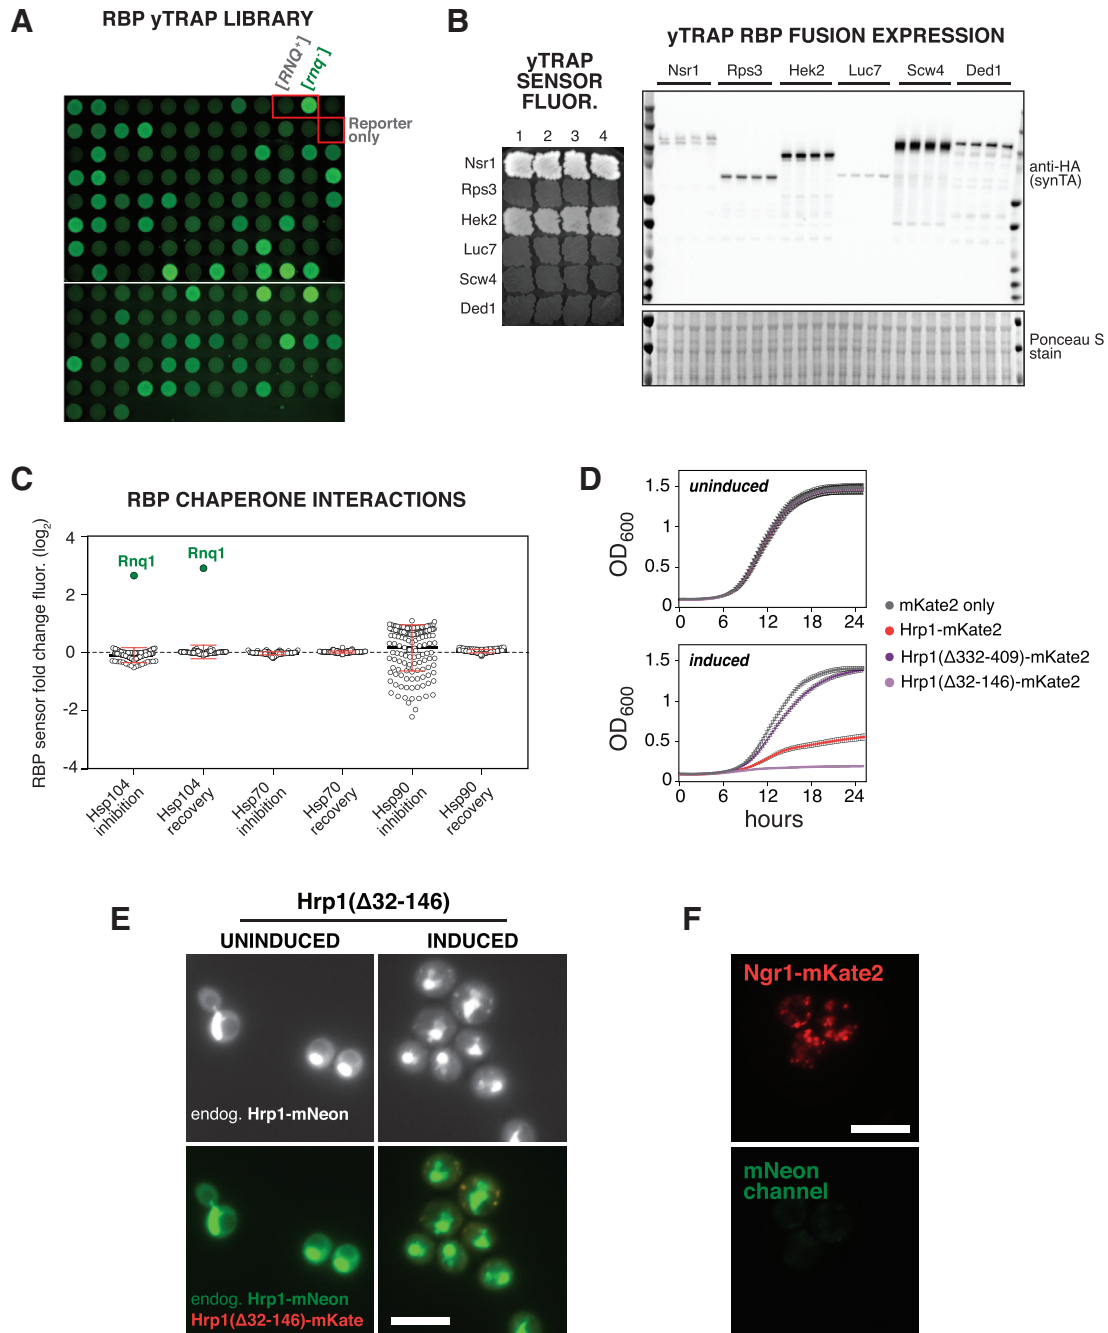 A
RBP yTRAP LIBRARY
[RNQ+]
[rnq-]
Reporter
only
B
yTRAP RBP FUSION EXPRESSION
yTRAP
SENSOR
FLUOR.
1 2 3 4
Nsr1
Rps3
Hek2
Luc7
Scw4
Ded1
Nsr1 Rps3 Hek2 Luc7 Scw4 Ded1
anti-HA
(synTA)
Ponceau S
stain
C
RBP CHAPERONE INTERACTIONS
RBP sensor fold change fluor. (log2)
4
2
0
-2
-4
Rnq1
Rnq1
Hsp104
inhibition
Hsp104
recovery
Hsp70
inhibition
Hsp70
recovery
Hsp90
inhibition
Hsp90
recovery
D
uninduced
OD600
1.5
1
0.5
0
0 6 12 18 24
induced
OD600
1.5
1
0.5
0
0 6 12 18 24
hours
mKate2 only
Hrp1-mKate2
Hrp1(Δ332-409)-mKate2
Hrp1(Δ32-146)-mKate2
E
Hrp1(Δ32-146)
UNINDUCED INDUCED
endog. Hrp1-mNeon
endog. Hrp1-mNeon
Hrp1(Δ32-146)-mKate
F
Ngr1-mKate2
mNeon
channel